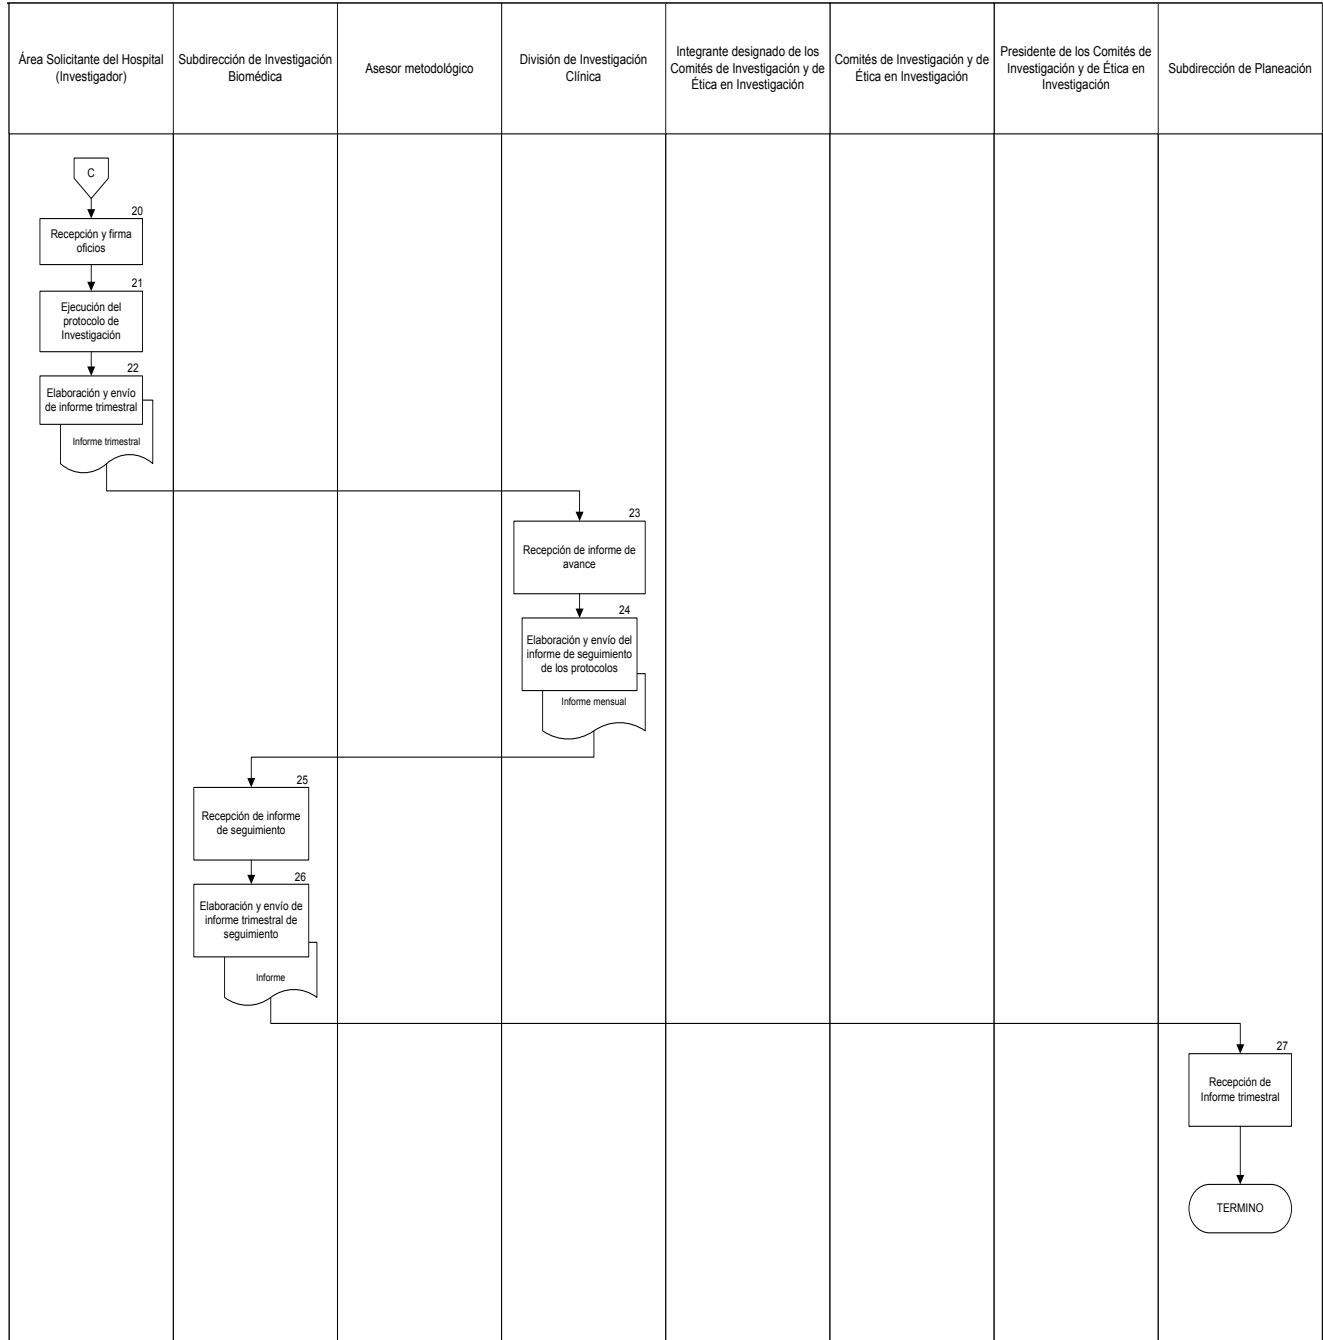 Área Solicitante del Hospital
(Investigador)
Subdirección de Investigación
Biomédica
Asesor metodológico
División de Investigación
Clínica
Integrante designado de los
Comités de Investigación y de
Ética en Investigación
Comités de Investigación y de
Ética en Investigación
Presidente de los Comités de
Investigación y de Ética en
Investigación
Subdirección de Planeación
C
20
Recepción y firma
oficios
21
Ejecución del
protocolo de
Investigación
22
Elaboración y envío
de informe trimestral
Informe trimestral
23
Recepción de informe de
avance
24
Elaboración y envío del
informe de seguimiento
de los protocolos
Informe mensual
25
Recepción de informe
de seguimiento
26
Elaboración y envío de
informe trimestral de
seguimiento
Informe
27
Recepción de
Informe trimestral
TERMINO